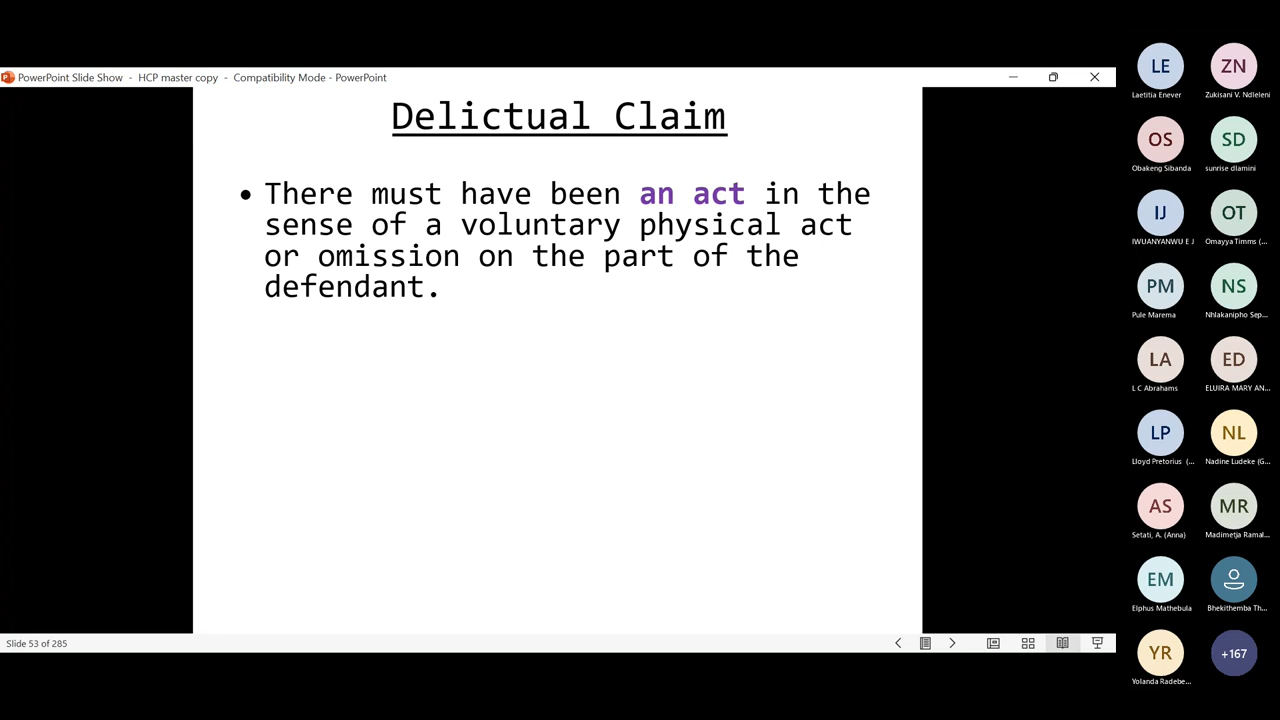 PowerPoint Slide Show - HCP master copy - Compatibility Mode - PowerPoint
Delictual Claim
• There must have been an act in the
sense of a voluntary physical act
or omission on the part of the
defendant.
Slide 53 of 285
LE
ZN
Laetitia Enever
Zukisani V. Ndleleni
OS
SD
Obakeng Sibanda
sunrise dlamini
IJ
OT
IWUANYANWU E J
Omayya Timms (...
PM
NS
Pule Marema
Nhlakanipho Sep...
LA
ED
L C Abrahams
ELUIRA MARY AN...
LP
NL
Lloyd Pretorius (...
Nadine Ludeke (G...
AS
MR
Setati, A. (Anna)
Madimetja Ramal...
EM
Elphus Mathebula
Bhekithemba Th...
YR
+167
Yolanda Radebe...